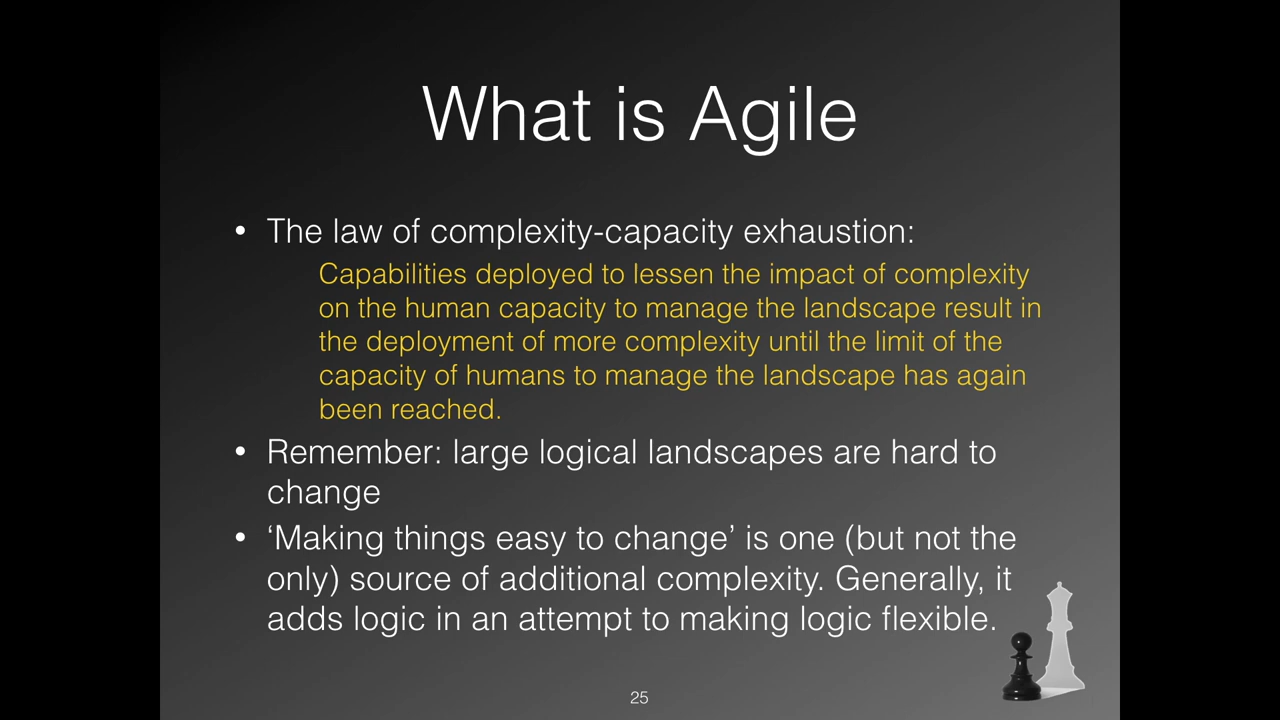 What is Agile
• The law of complexity-capacity exhaustion:
Capabilities deployed to lessen the impact of complexity
on the human capacity to manage the landscape result in
the deployment of more complexity until the limit of the
capacity of humans to manage the landscape has again
been reached.
• Remember: large logical landscapes are hard to
change
• ‘Making things easy to change’ is one (but not the
only) source of additional complexity. Generally, it
adds logic in an attempt to making logic flexible.
25